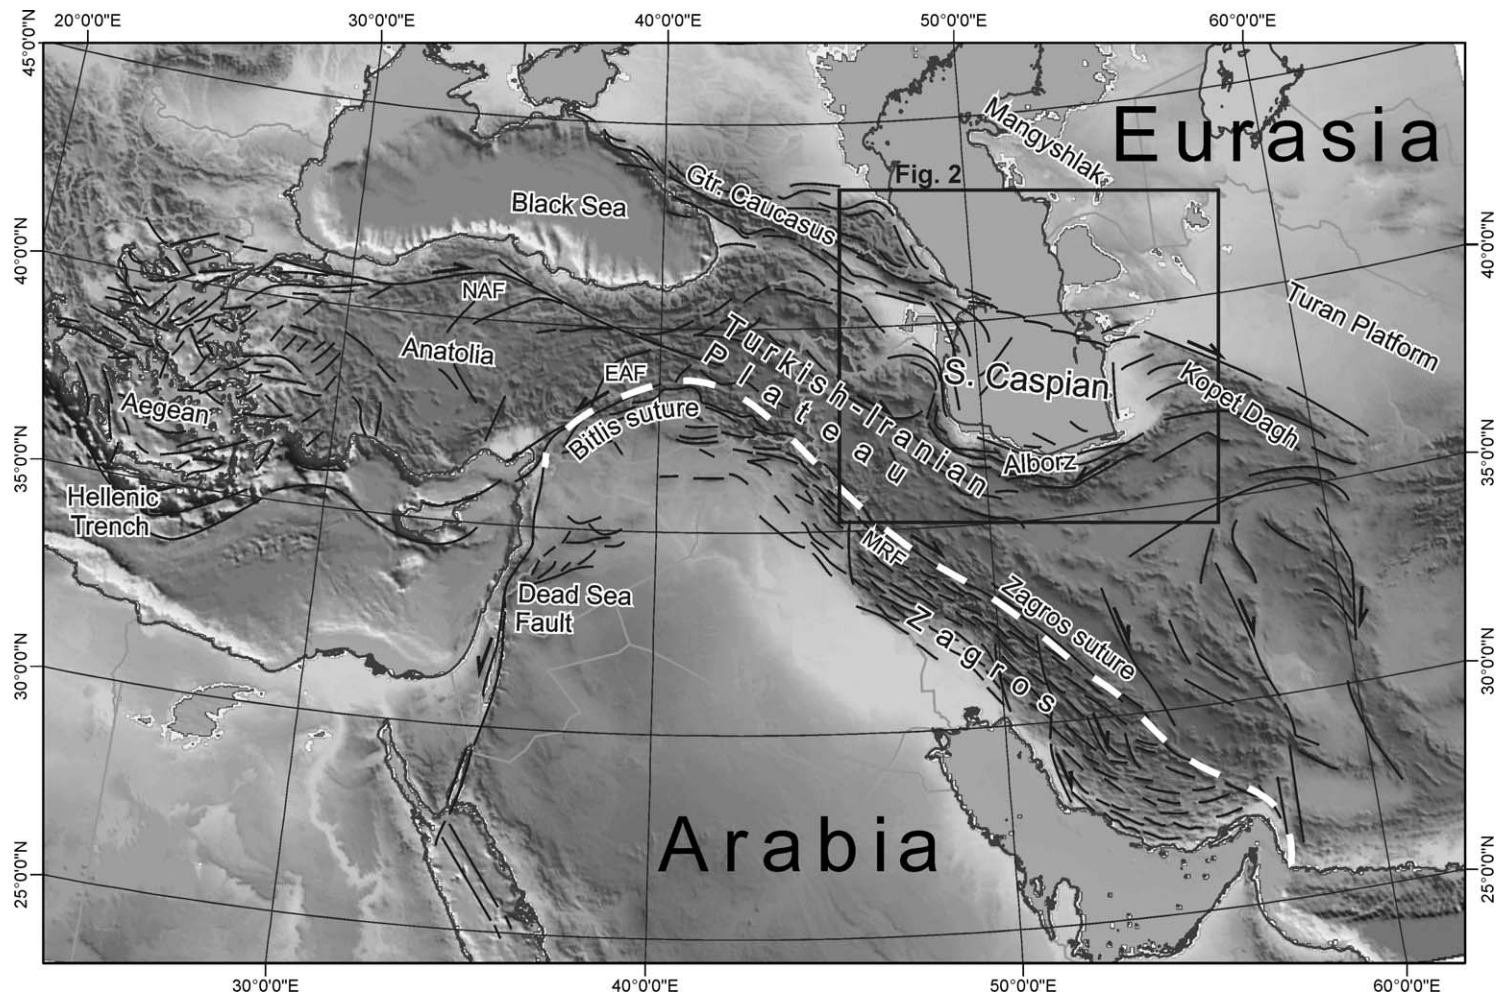 20°0'0"E
30°0'0"E
40°0'0"E
50°0'0"E
60°0'0"E
45°0'0"N
Mangyshlak
Eurasia
Fig. 2
Gtr. Caucasus
Black Sea
40°0'0"N
40°0'0"N
NAF
Turan Platform
Anatolia
Turkish-Iranian
Plateau
EAF
S. Caspian
Kopet Dagh
Aegean
Bitlis suture
Alborz
35°0'0"N
35°0'0"N
Hellenic
Trench
MRF
Dead Sea
Fault
Zagros suture
Zagros
30°0'0"N
30°0'0"N
Arabia
25°0'0"N
25°0'0"N
30°0'0"E
40°0'0"E
50°0'0"E
60°0'0"E